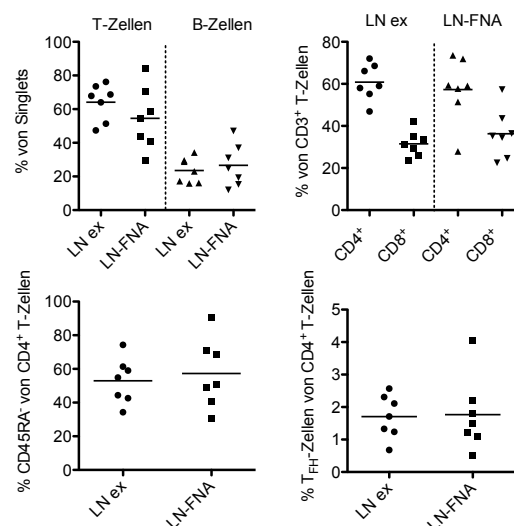 T-Zellen B-Zellen
% von Singlets
100
80
60
40
20
0
LN ex
LN-FNA
LN ex
LN-FNA
LN ex LN-FNA
% von CD3⁺ T-Zellen
80
60
40
20
0
CD4⁺
CD8⁺
CD4⁺
CD8⁺
% CD45RA⁻ von CD4⁺ T-Zellen
100
80
60
40
20
0
LN ex
LN-FNA
% T_FH-Zellen von CD4⁺ T-Zellen
5
4
3
2
1
0
LN ex
LN-FNA